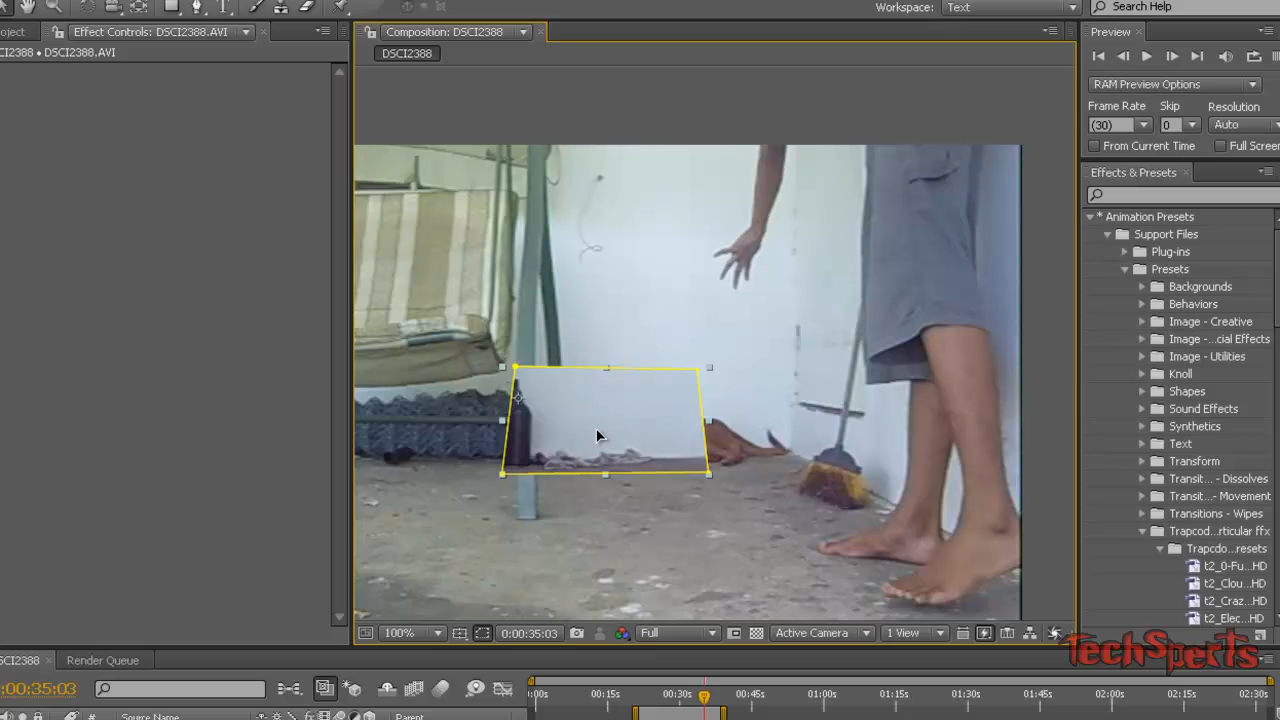 Workspace: Text
Search Help
oject
Effect Controls: DSCI2388.AVI
Composition: DSCI2388
Preview
SCI2388 • DSCI2388.AVI
DSCI2388
RAM Preview Options
Frame Rate
Skip
Resolution
(30)
0
Auto
From Current Time
Full Screen
Effects & Presets
* Animation Presets
Support Files
Plug-ins
Presets
Backgrounds
Behaviors
Image - Creative
Image - ...cial Effects
Image - Utilities
Knoll
Shapes
Sound Effects
Synthetics
Text
Transform
Transit... - Dissolves
Transit...- Movement
Transitions - Wipes
Trapcod...rticular ffx
Trapcdo...resets
t2_0-Fu...HD
t2_Clou...HD
t2_Craz...HD
t2_Elec...HD
100%
0:00:35:03
Full
Active Camera
1 View
TechSperts
SCI2388
Render Queue
0:00:35:03
:00s
00:15s
00:30s
00:45s
01:00s
01:15s
01:30s
01:45s
02:00s
02:15s
02:30s
#
Source Name
Parent